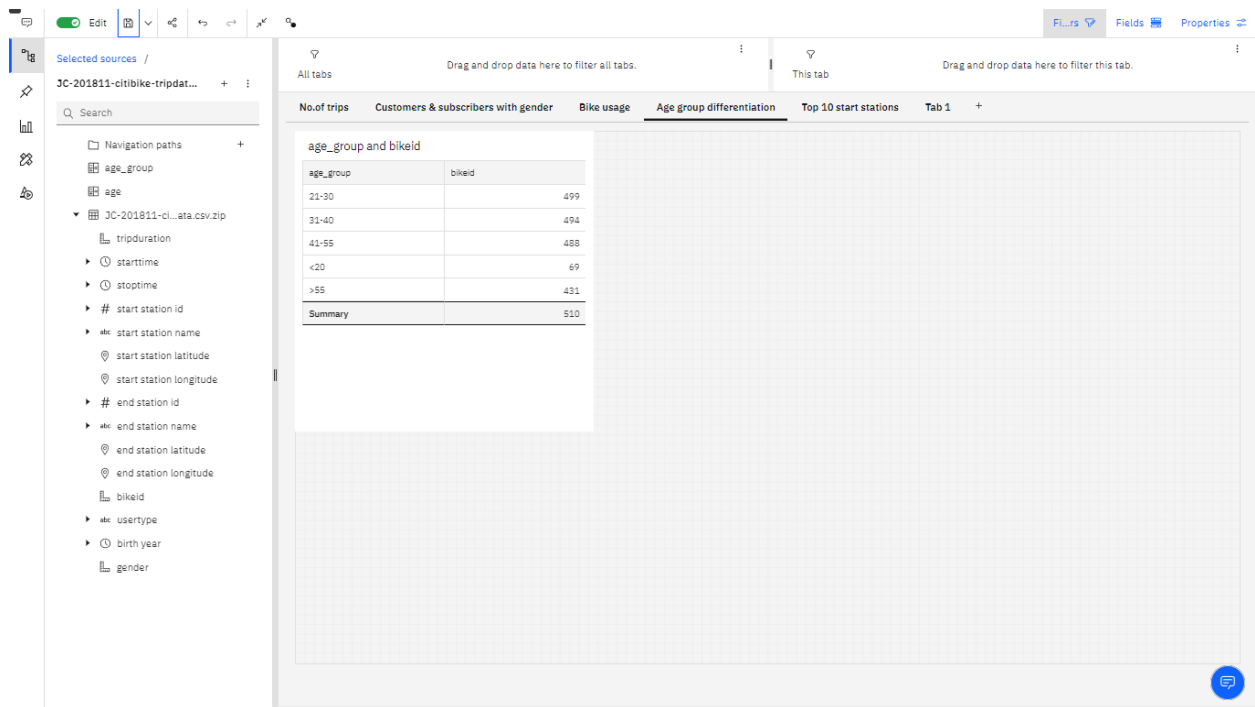 Edit
Fi...rs
Fields
Properties
Selected sources /
JC-201811-citibike-tripdat...
Search
Navigation paths
age_group
age
JC-201811-ci...ata.csv.zip
tripduration
starttime
stoptime
start station id
abc start station name
start station latitude
start station longitude
end station id
abc end station name
end station latitude
end station longitude
bikeid
abc usertype
birth year
gender
All tabs
Drag and drop data here to filter all tabs.
This tab
Drag and drop data here to filter this tab.
No.of trips Customers & subscribers with gender Bike usage Age group differentiation Top 10 start stations Tab 1 +
age_group and bikeid
age_group bikeid
21-30 499
31-40 494
41-55 488
<20 69
>55 431
Summary 510